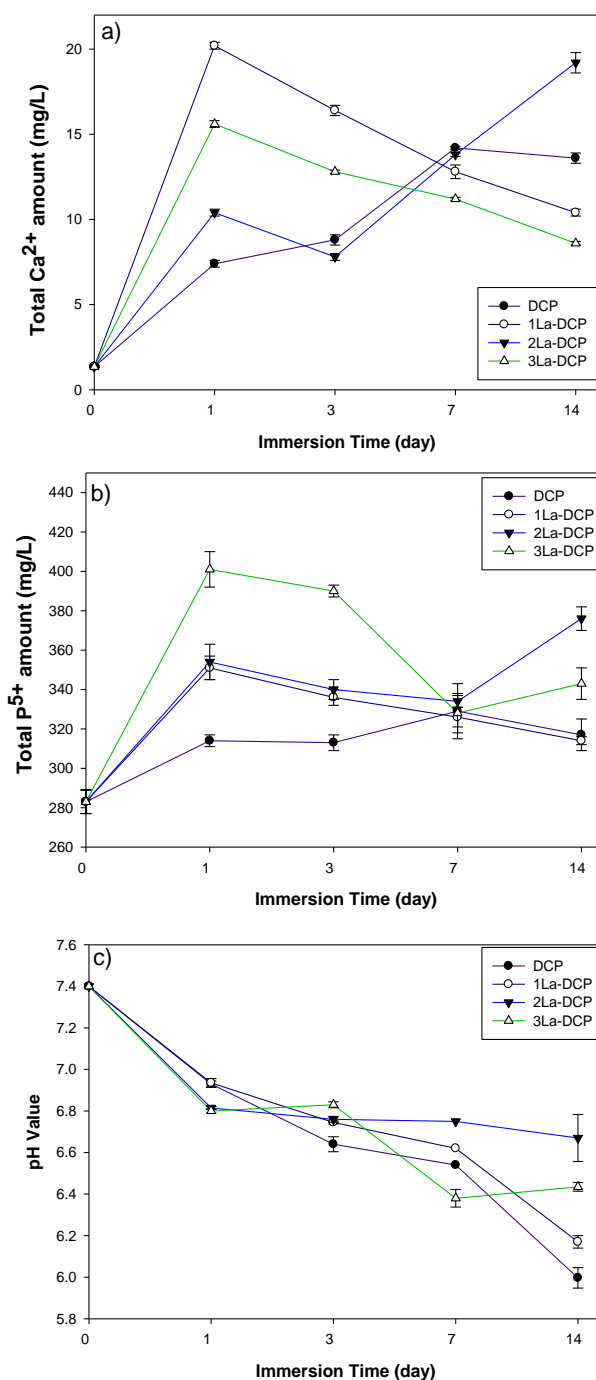 a)
Total Ca2+ amount (mg/L)
20
15
10
5
0
DCP
1La-DCP
2La-DCP
3La-DCP
0 1 3 7 14
Immersion Time (day)
b)
Total P5+ amount (mg/L)
440
420
400
380
360
340
320
300
280
260
DCP
1La-DCP
2La-DCP
3La-DCP
0 1 3 7 14
Immersion Time (day)
c)
pH Value
7.6
7.4
7.2
7.0
6.8
6.6
6.4
6.2
6.0
5.8
DCP
1La-DCP
2La-DCP
3La-DCP
0 1 3 7 14
Immersion Time (day)